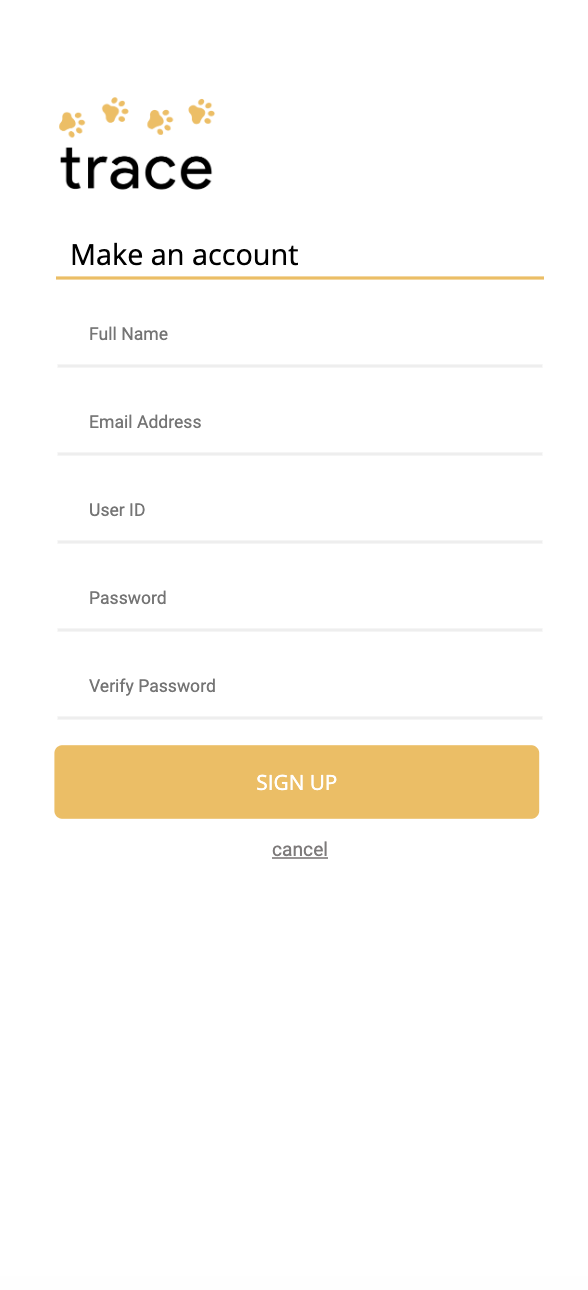 trace
Make an account
Full Name
Email Address
User ID
Password
Verify Password
SIGN UP
cancel